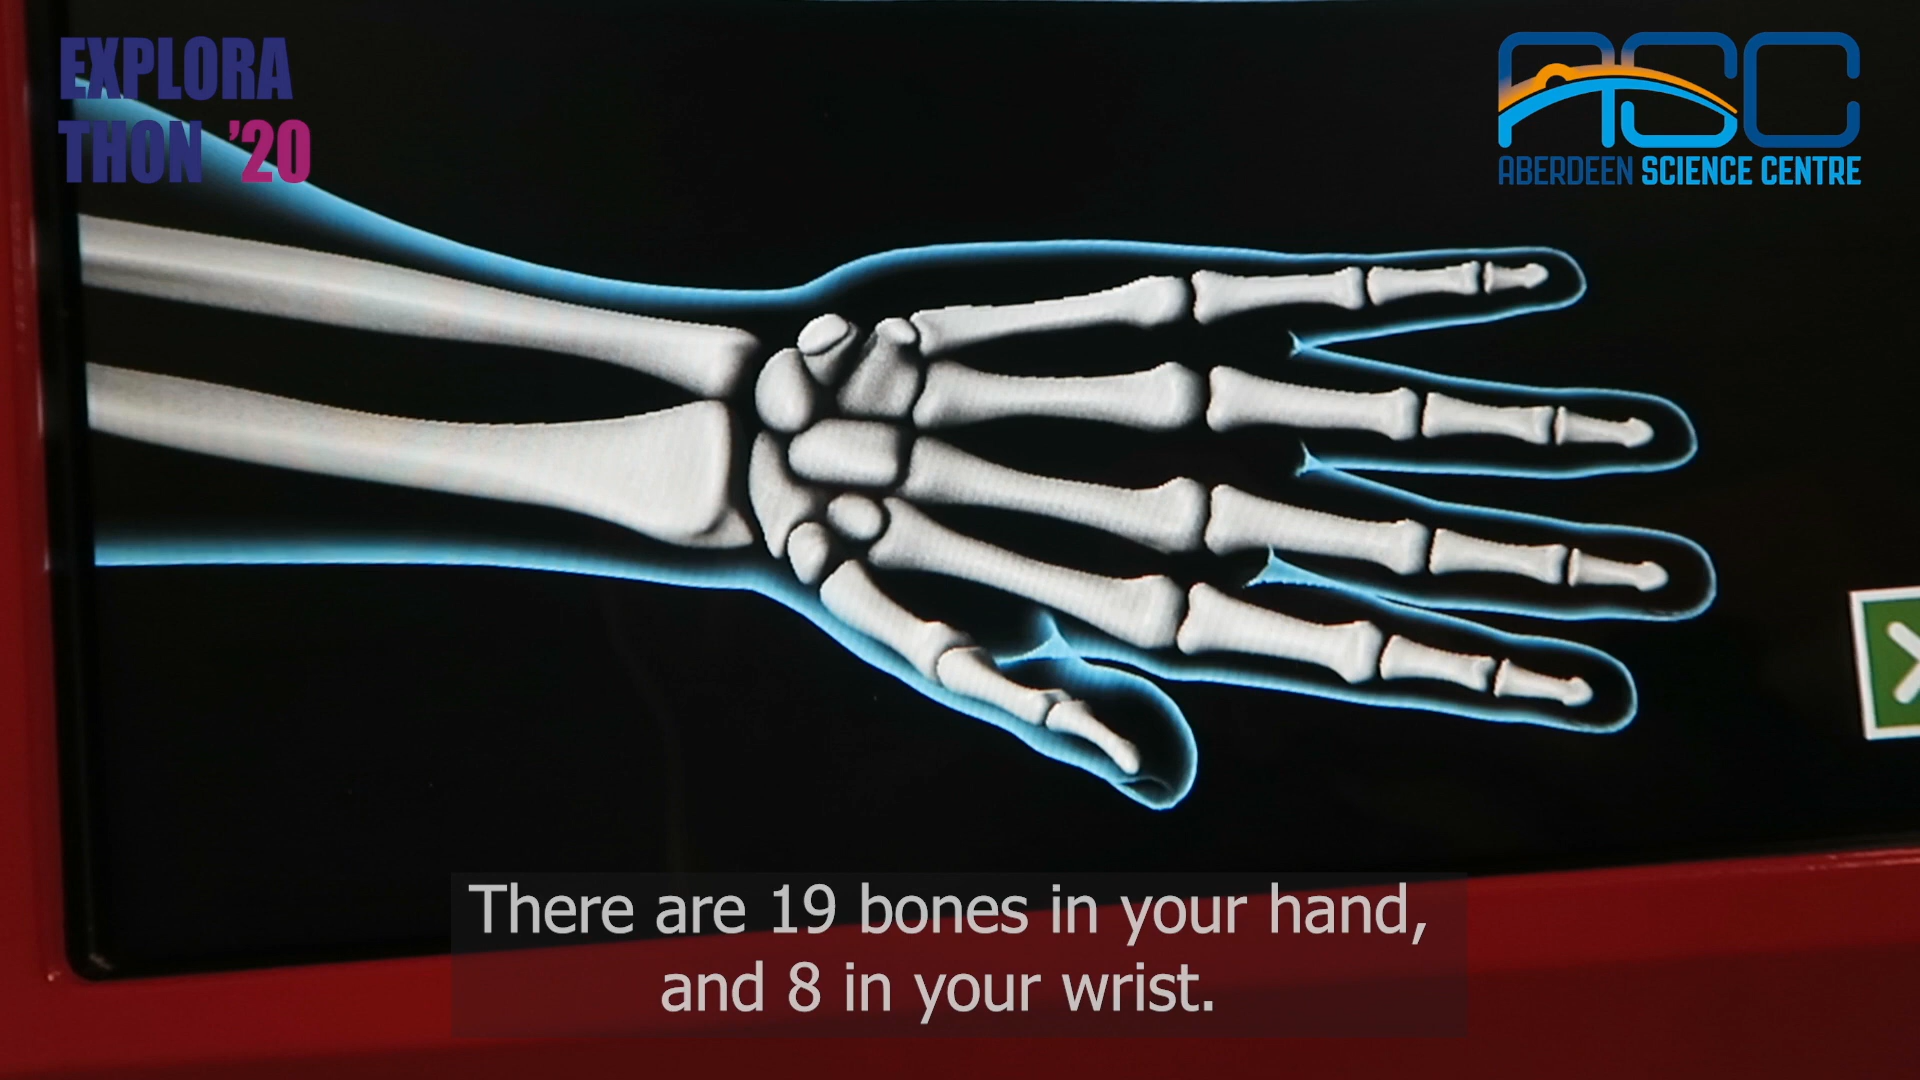 EXPLORA
THON '20
ASC
ABERDEEN SCIENCE CENTRE
There are 19 bones in your hand,
and 8 in your wrist.